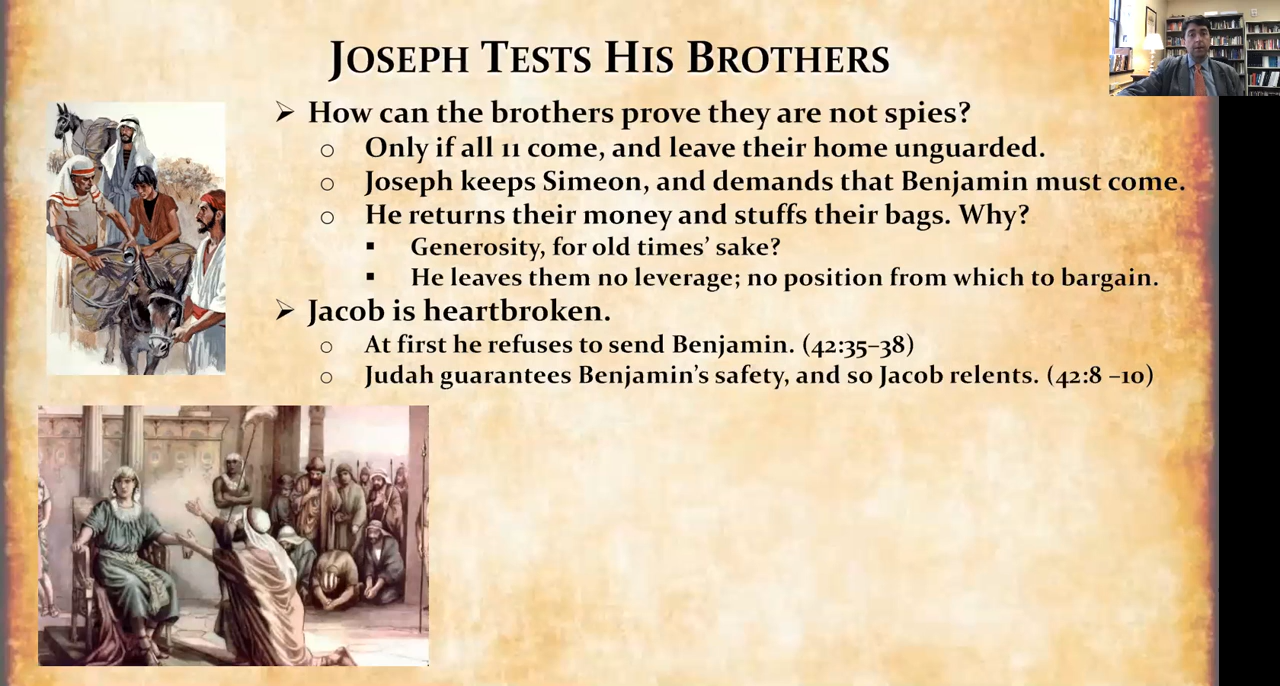 Joseph Tests His Brothers
➢ How can the brothers prove they are not spies?
○ Only if all 11 come, and leave their home unguarded.
○ Joseph keeps Simeon, and demands that Benjamin must come.
○ He returns their money and stuffs their bags. Why?
▪ Generosity, for old times’ sake?
▪ He leaves them no leverage; no position from which to bargain.
➢ Jacob is heartbroken.
○ At first he refuses to send Benjamin. (42:35–38)
○ Judah guarantees Benjamin’s safety, and so Jacob relents. (42:8 –10)